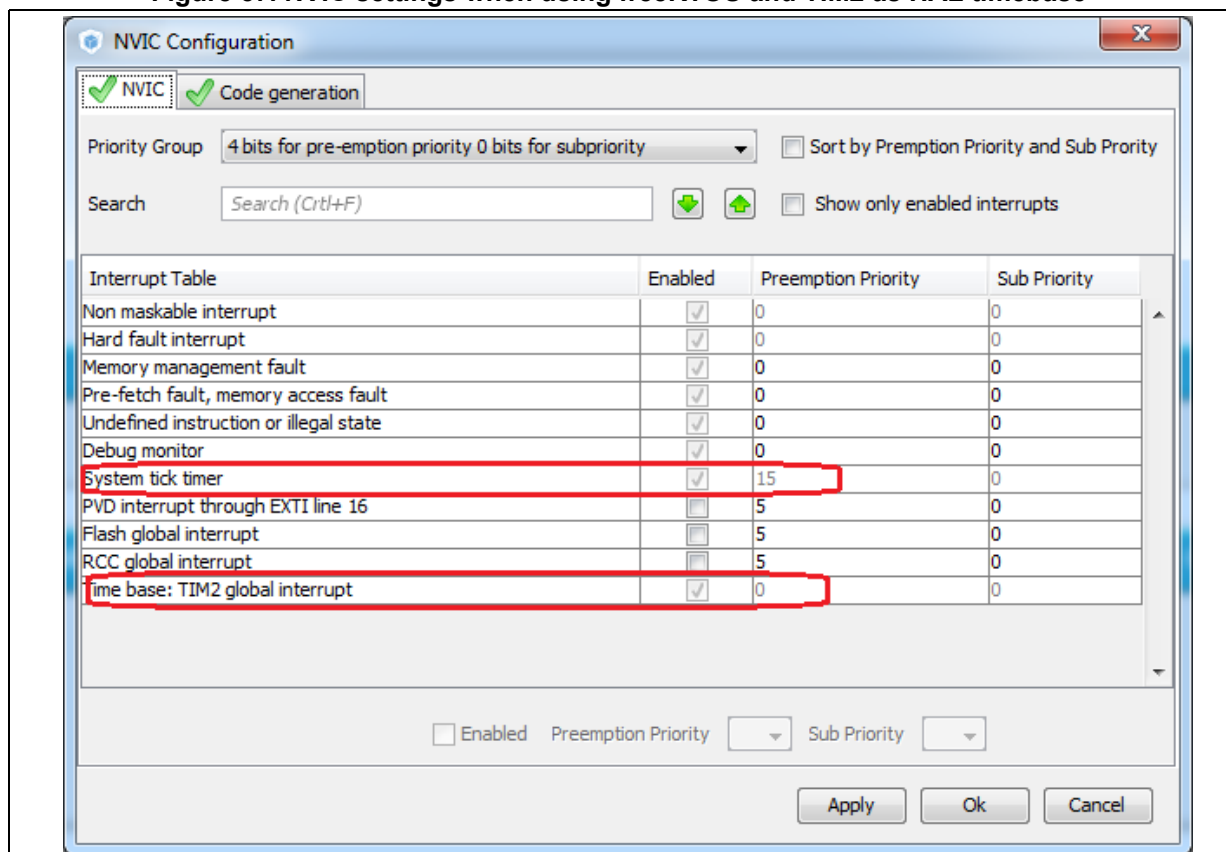 NVIC Configuration
NVIC Code generation
Priority Group 4 bits for pre-emption priority 0 bits for subpriority Sort by Premption Priority and Sub Prority
Search Search (Crtl+F) Show only enabled interrupts
Interrupt Table Enabled Preemption Priority Sub Priority
Non maskable interrupt 0 0
Hard fault interrupt 0 0
Memory management fault 0 0
Pre-fetch fault, memory access fault 0 0
Undefined instruction or illegal state 0 0
Debug monitor 0 0
System tick timer 15 0
PVD interrupt through EXTI line 16 5 0
Flash global interrupt 5 0
RCC global interrupt 5 0
Time base: TIM2 global interrupt 0 0
Enabled Preemption Priority Sub Priority
Apply Ok Cancel